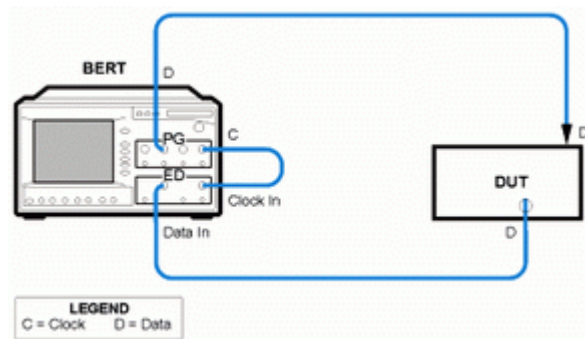 BERT
D
PG
C
ED
Clock In
Data In
D
DUT
D
LEGEND
C = Clock D = Data